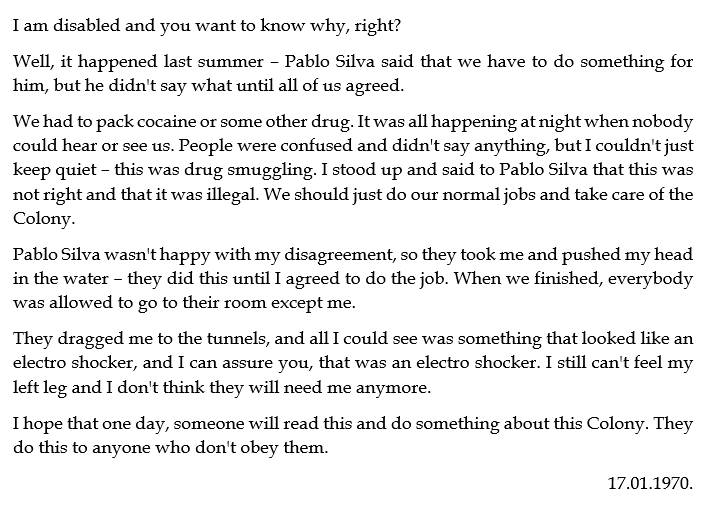 I am disabled and you want to know why, right?
Well, it happened last summer – Pablo Silva said that we have to do something for
him, but he didn't say what until all of us agreed.
We had to pack cocaine or some other drug. It was all happening at night when nobody
could hear or see us. People were confused and didn't say anything, but I couldn't just
keep quiet – this was drug smuggling. I stood up and said to Pablo Silva that this was
not right and that it was illegal. We should just do our normal jobs and take care of the
Colony.
Pablo Silva wasn't happy with my disagreement, so they took me and pushed my head
in the water – they did this until I agreed to do the job. When we finished, everybody
was allowed to go to their room except me.
They dragged me to the tunnels, and all I could see was something that looked like an
electro shocker, and I can assure you, that was an electro shocker. I still can't feel my
left leg and I don't think they will need me anymore.
I hope that one day, someone will read this and do something about this Colony. They
do this to anyone who don't obey them.
17.01.1970.